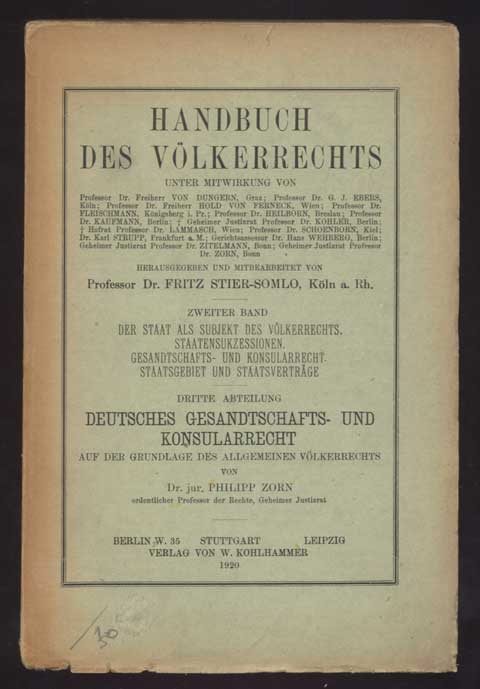 HANDBUCH
DES VÖLKERRECHTS
UNTER MITWIRKUNG VON
Professor Dr. Freiherr VON DUNGERN, Graz; Professor Dr. G. J. EBERS,
Köln; Professor Dr. Freiherr HOLD VON FERNECK, Wien; Professor Dr.
FLEISCHMANN, Königsberg i. Pr.; Professor Dr. HEILBORN, Breslau; Professor
Dr. KAUFMANN, Berlin; † Geheimer Justizrat Professor Dr. KOHLER, Berlin;
† Hofrat Professor Dr. LAMMASCH, Wien; Professor Dr. SCHOENBORN, Kiel;
Dr. Karl STRUPP, Frankfurt a. M.; Gerichtsassessor Dr. Hans WEHBERG, Berlin;
Geheimer Justizrat Professor Dr. ZITELMANN, Bonn; Geheimer Justizrat Professor
Dr. ZORN, Bonn
HERAUSGEGEBEN UND MITBEARBEITET VON
Professor Dr. FRITZ STIER-SOMLO, Köln a. Rh.
ZWEITER BAND
DER STAAT ALS SUBJEKT DES VÖLKERRECHTS.
STAATENSUKZESSIONEN.
GESANDTSCHAFTS- UND KONSULARRECHT.
STAATSGEBIET UND STAATSVERTRÄGE
DRITTE ABTEILUNG
DEUTSCHES GESANDTSCHAFTS- UND
KONSULARRECHT
AUF DER GRUNDLAGE DES ALLGEMEINEN VÖLKERRECHTS
VON
Dr. jur. PHILIPP ZORN
ordentlicher Professor der Rechte, Geheimer Justizrat
BERLIN W. 35 STUTTGART LEIPZIG
VERLAG VON W. KOHLHAMMER
1920
/30